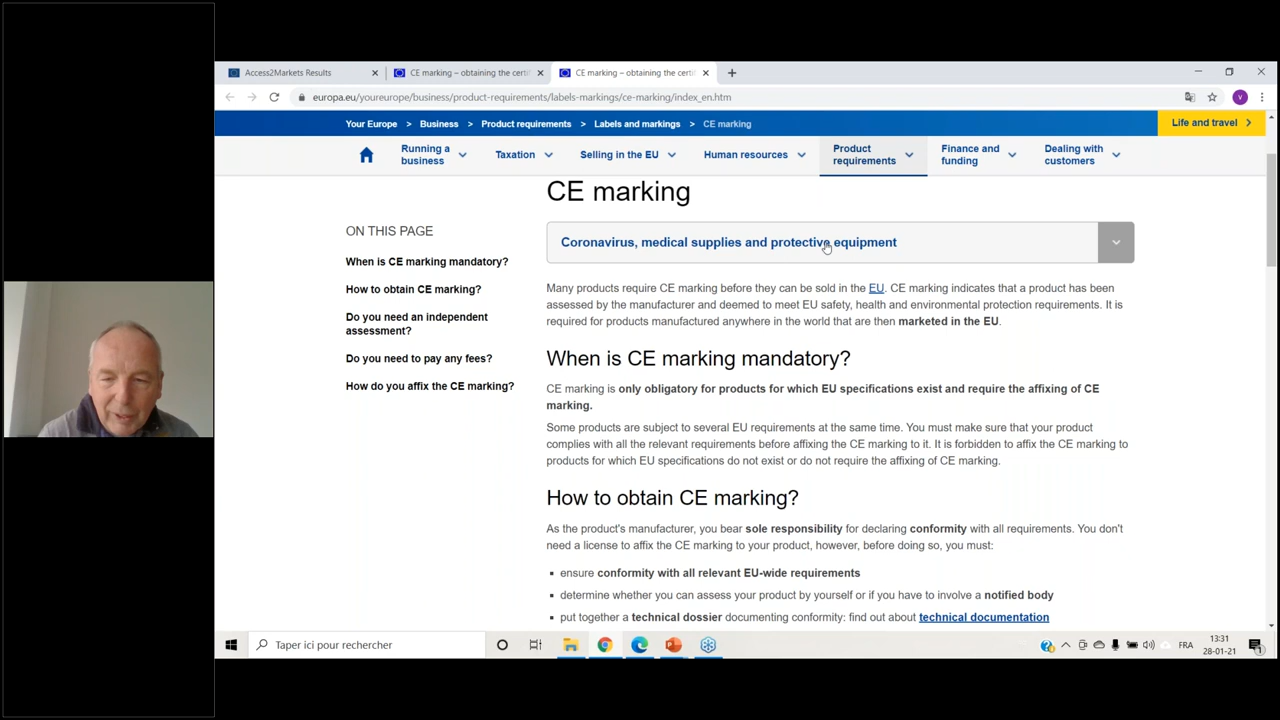 Access2Markets Results
CE marking – obtaining the certi
CE marking – obtaining the certi
europa.eu/youreurope/business/product-requirements/labels-markings/ce-marking/index_en.htm
Your Europe > Business > Product requirements > Labels and markings > CE marking
Life and travel
Running a business
Taxation
Selling in the EU
Human resources
Product requirements
Finance and funding
Dealing with customers
CE marking
ON THIS PAGE
When is CE marking mandatory?
How to obtain CE marking?
Do you need an independent
assessment?
Do you need to pay any fees?
How do you affix the CE marking?
Coronavirus, medical supplies and protective equipment
Many products require CE marking before they can be sold in the EU. CE marking indicates that a product has been
assessed by the manufacturer and deemed to meet EU safety, health and environmental protection requirements. It is
required for products manufactured anywhere in the world that are then marketed in the EU.
When is CE marking mandatory?
CE marking is only obligatory for products for which EU specifications exist and require the affixing of CE
marking.
Some products are subject to several EU requirements at the same time. You must make sure that your product
complies with all the relevant requirements before affixing the CE marking to it. It is forbidden to affix the CE marking to
products for which EU specifications do not exist or do not require the affixing of CE marking.
How to obtain CE marking?
As the product's manufacturer, you bear sole responsibility for declaring conformity with all requirements. You don't
need a license to affix the CE marking to your product, however, before doing so, you must:
ensure conformity with all relevant EU-wide requirements
determine whether you can assess your product by yourself or if you have to involve a notified body
put together a technical dossier documenting conformity: find out about technical documentation
Taper ici pour rechercher
FRA
13:31
28-01-21